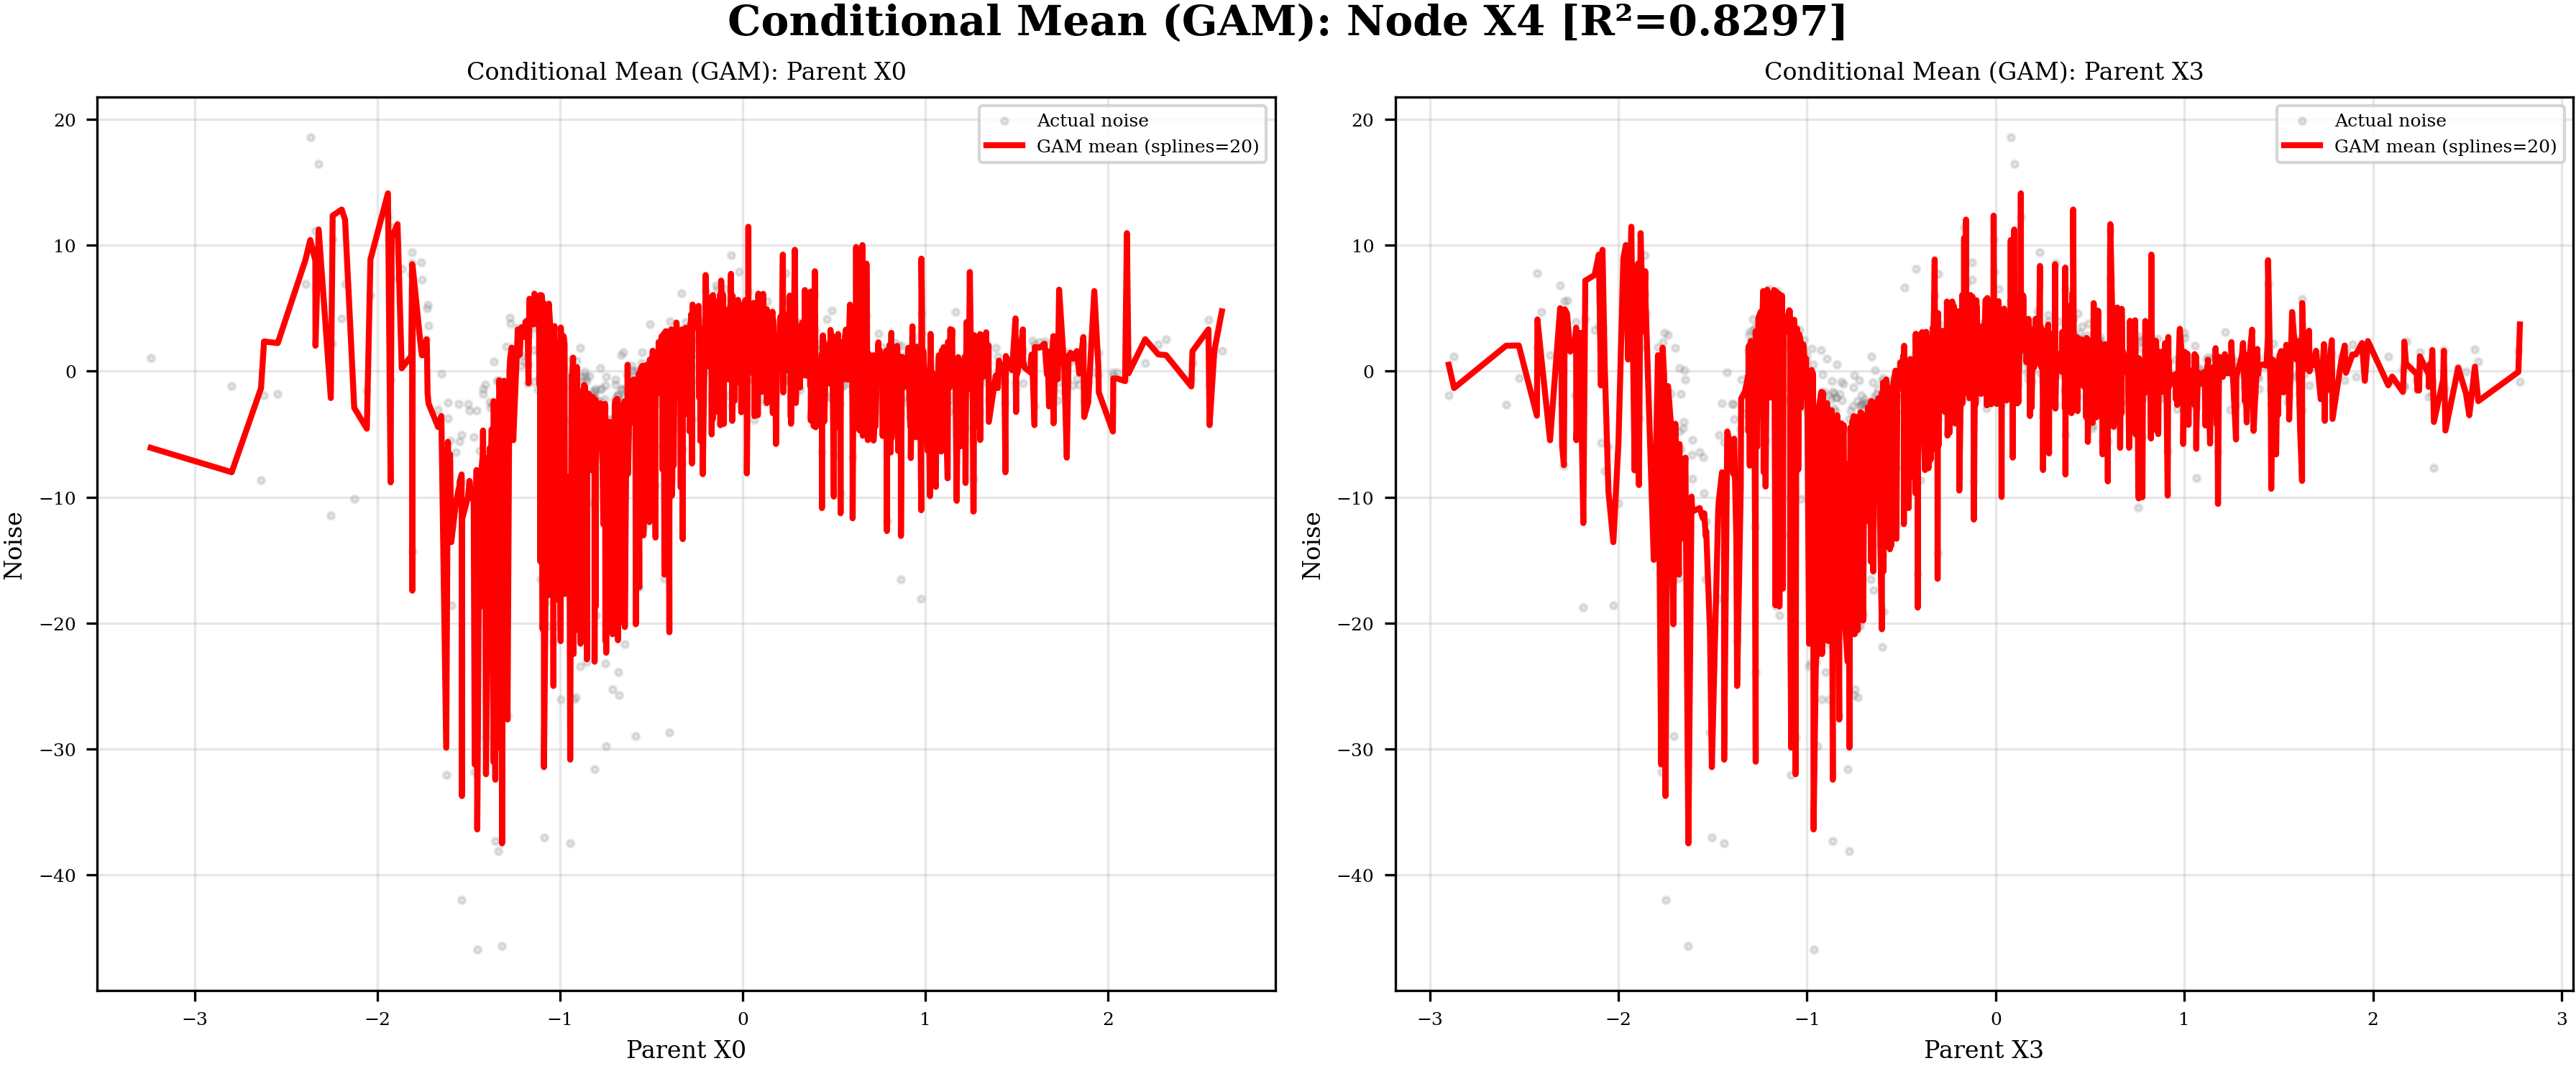 Conditional Mean (GAM): Node X4 [R²=0.8297]
Conditional Mean (GAM): Parent X0
Actual noise
GAM mean (splines=20)
20
10
0
−10
−20
−30
−40
Noise
−3
−2
−1
0
1
2
Parent X0
Conditional Mean (GAM): Parent X3
Actual noise
GAM mean (splines=20)
20
10
0
−10
−20
−30
−40
Noise
−3
−2
−1
0
1
2
3
Parent X3